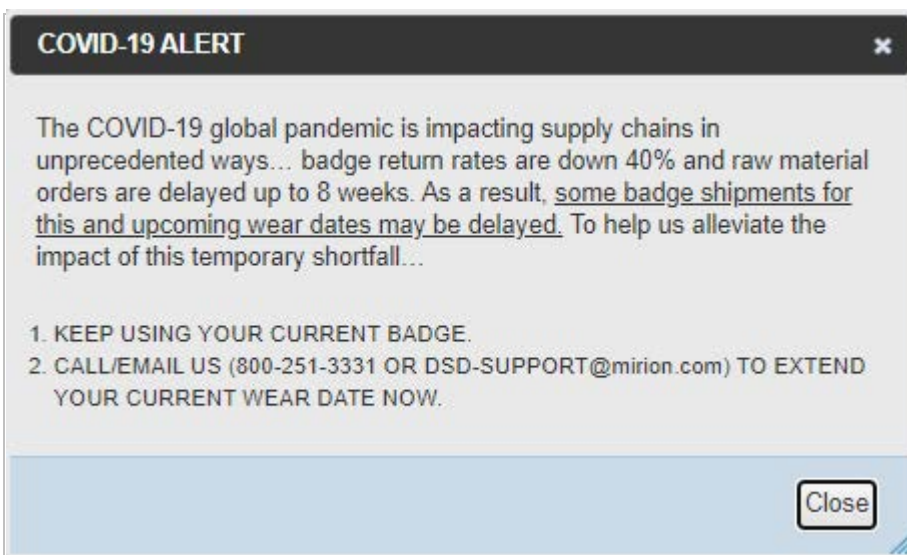 COVID-19 ALERT
The COVID-19 global pandemic is impacting supply chains in
unprecedented ways... badge return rates are down 40% and raw material
orders are delayed up to 8 weeks. As a result, some badge shipments for
this and upcoming wear dates may be delayed. To help us alleviate the
impact of this temporary shortfall...
1. KEEP USING YOUR CURRENT BADGE.
2. CALL/EMAIL US (800-251-3331 OR DSD-SUPPORT@mirion.com) TO EXTEND
YOUR CURRENT WEAR DATE NOW.
Close